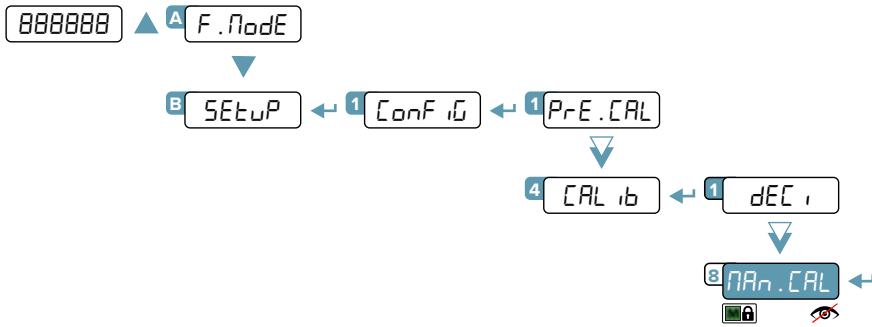 888888 A F.ModE
B SEtuP 1 ConFiG 1 PrE.CAL
4 CALib 1 dECi
8 MAn.CAL
M